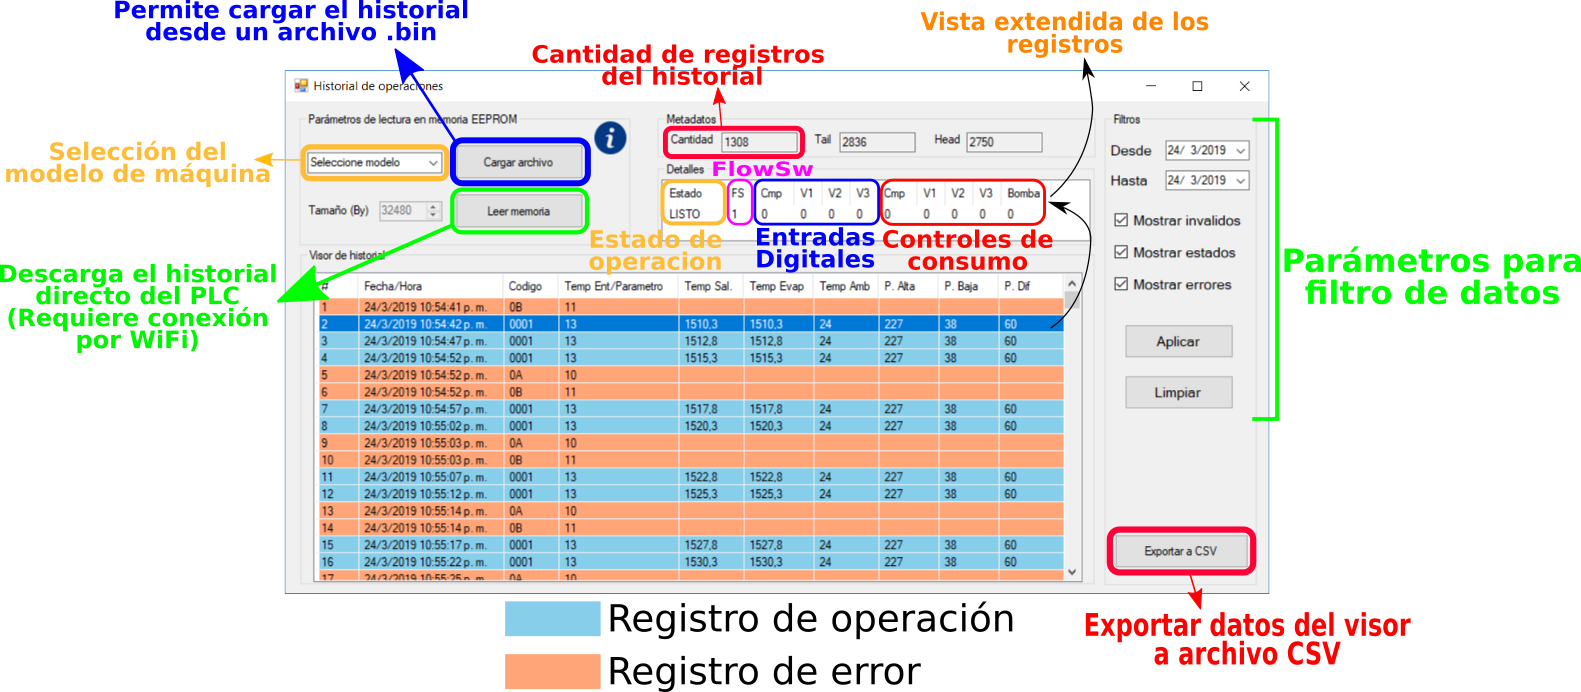 Permite cargar el historial
desde un archivo .bin
Cantidad de registros
del historial
Vista extendida de los
registros
Historial de operaciones
Parámetros de lectura en memoria EEPROM
Selección del
modelo de máquina
Seleccione modelo
Cargar archivo
Tamaño (By) 32480
Leer memoria
Metadatos
Cantidad 1308 Tail 2836 Head 2750
Detalles FlowSw
Estado FS Cmp V1 V2 V3 Cmp V1 V2 V3 Bomba
LISTO 1 0 0 0 0 0 0 0 0 0
Estado de
operacion
Entradas
Digitales
Controles de
consumo
Filtros
Desde 24/ 3/2019
Hasta 24/ 3/2019
Mostrar invalidos
Mostrar estados
Mostrar errores
Aplicar
Limpiar
Parámetros para
filtro de datos
Descarga el historial
directo del PLC
(Requiere conexión
por WiFi)
Visor de historial
# Fecha/Hora Codigo Temp Ent/Parametro Temp Sal. Temp Evap Temp Amb P. Alta P. Baja P. Dif
1 24/3/2019 10:54:41 p. m. 0B 11
2 24/3/2019 10:54:42 p. m. 0001 13 1510,3 1510,3 24 227 38 60
3 24/3/2019 10:54:47 p. m. 0001 13 1512,8 1512,8 24 227 38 60
4 24/3/2019 10:54:52 p. m. 0001 13 1515,3 1515,3 24 227 38 60
5 24/3/2019 10:54:52 p. m. 0A 10
6 24/3/2019 10:54:52 p. m. 0B 11
7 24/3/2019 10:54:57 p. m. 0001 13 1517,8 1517,8 24 227 38 60
8 24/3/2019 10:55:02 p. m. 0001 13 1520,3 1520,3 24 227 38 60
9 24/3/2019 10:55:03 p. m. 0A 10
10 24/3/2019 10:55:03 p. m. 0B 11
11 24/3/2019 10:55:07 p. m. 0001 13 1522,8 1522,8 24 227 38 60
12 24/3/2019 10:55:12 p. m. 0001 13 1525,3 1525,3 24 227 38 60
13 24/3/2019 10:55:14 p. m. 0A 10
14 24/3/2019 10:55:14 p. m. 0B 11
15 24/3/2019 10:55:17 p. m. 0001 13 1527,8 1527,8 24 227 38 60
16 24/3/2019 10:55:22 p. m. 0001 13 1530,3 1530,3 24 227 38 60
17 24/3/2019 10:55:25 p. m. 0A 10
Exportar a CSV
Exportar datos del visor
a archivo CSV
Registro de operación
Registro de error